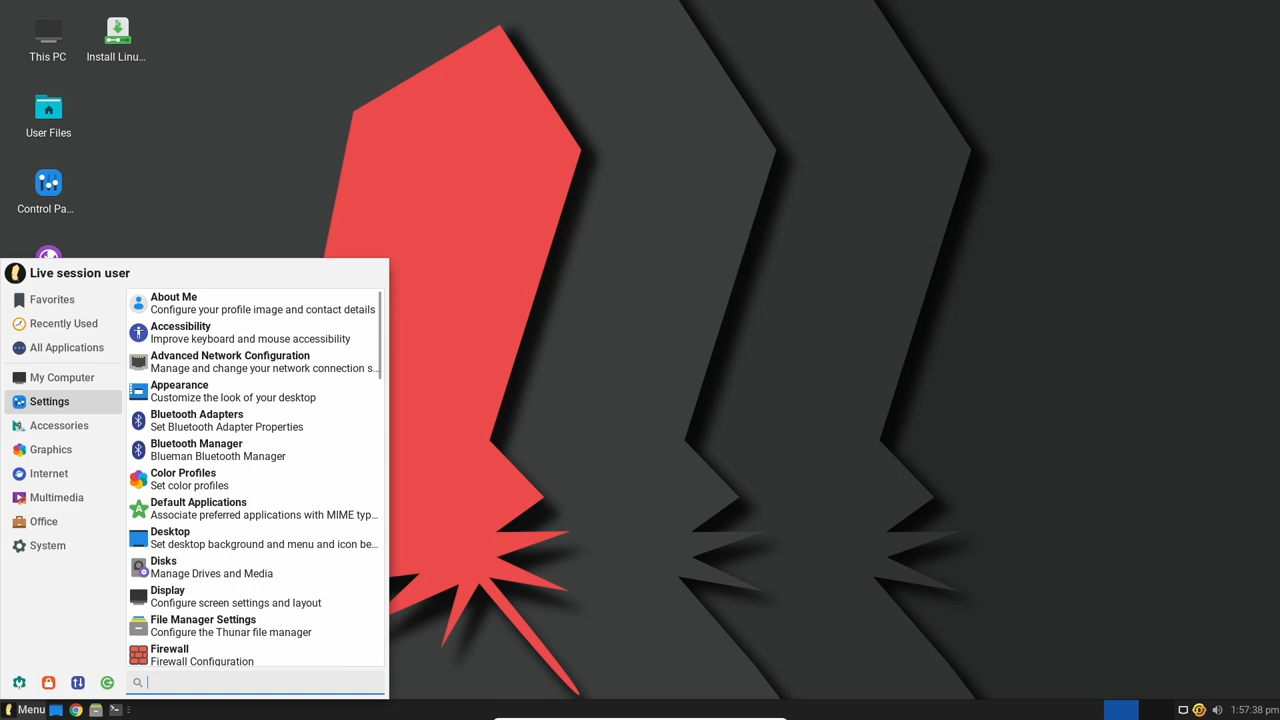 This PC
Install Linu...
User Files
Control Pa...
Live session user
Favorites
Recently Used
All Applications
My Computer
Settings
Accessories
Graphics
Internet
Multimedia
Office
System
About Me
Configure your profile image and contact details
Accessibility
Improve keyboard and mouse accessibility
Advanced Network Configuration
Manage and change your network connection s...
Appearance
Customize the look of your desktop
Bluetooth Adapters
Set Bluetooth Adapter Properties
Bluetooth Manager
Blueman Bluetooth Manager
Color Profiles
Set color profiles
Default Applications
Associate preferred applications with MIME typ...
Desktop
Set desktop background and menu and icon be...
Disks
Manage Drives and Media
Display
Configure screen settings and layout
File Manager Settings
Configure the Thunar file manager
Firewall
Firewall Configuration
Menu
1:57:38 pm